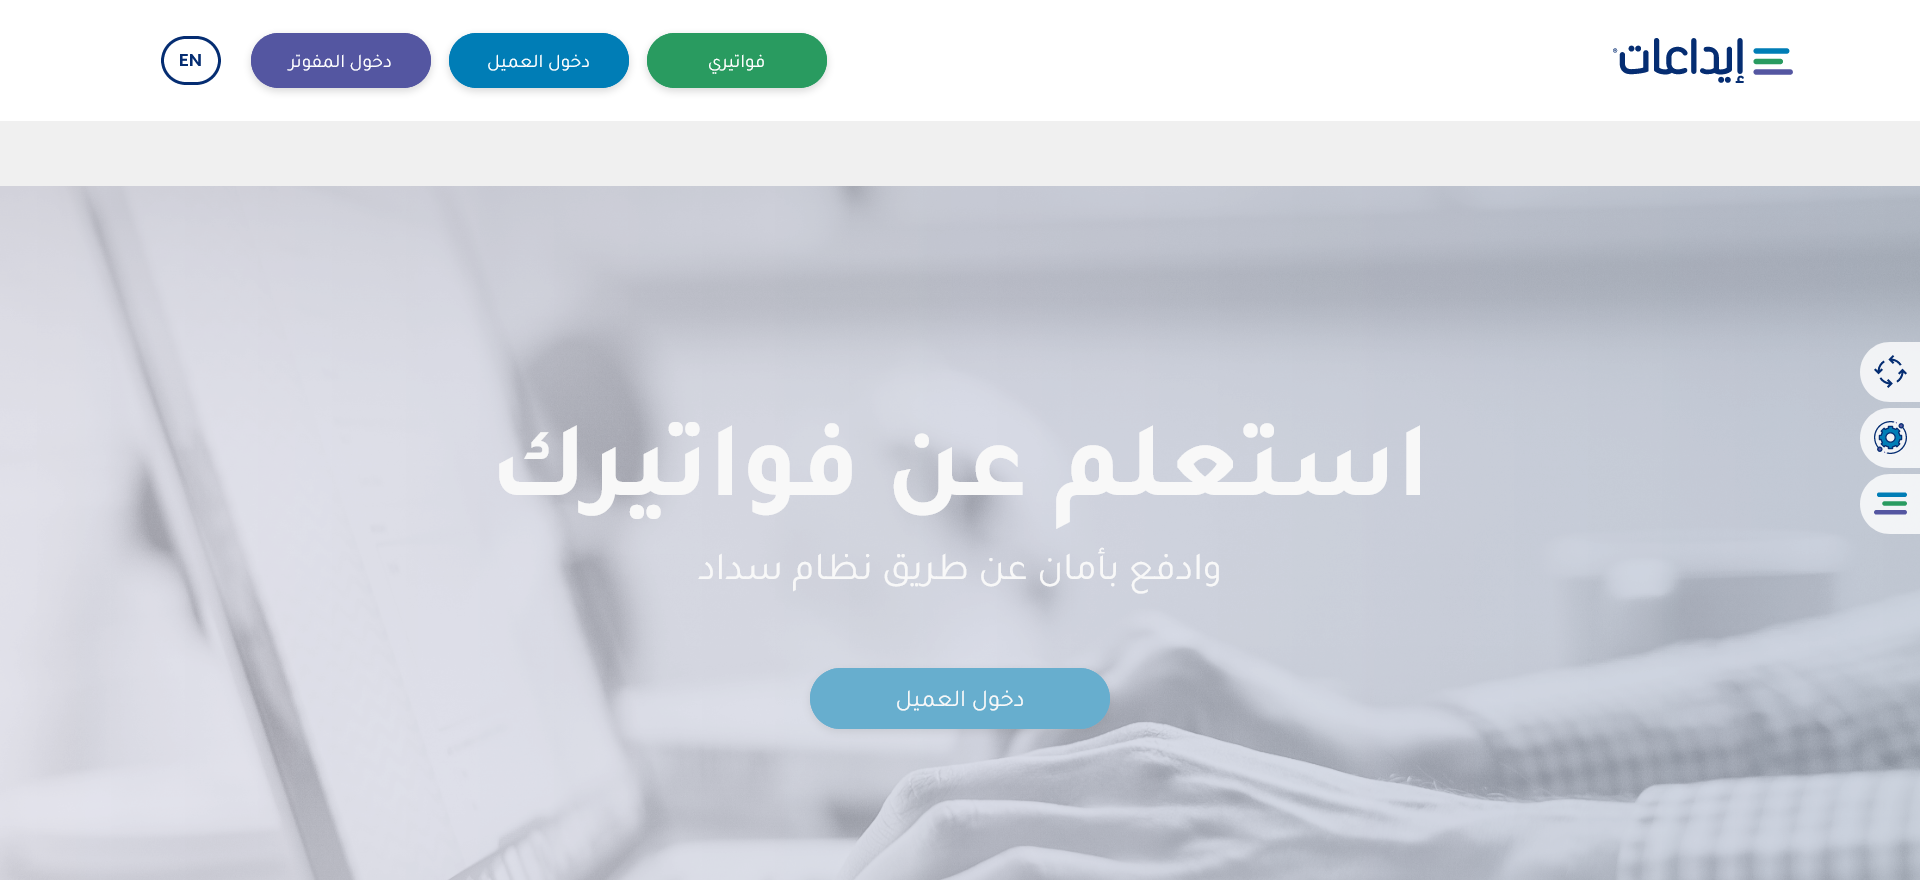 إيداعات®
فواتيري
دخول العميل
دخول المفوتر
EN
استعلم عن فواتيرك
وادفع بأمان عن طريق نظام سداد
دخول العميل